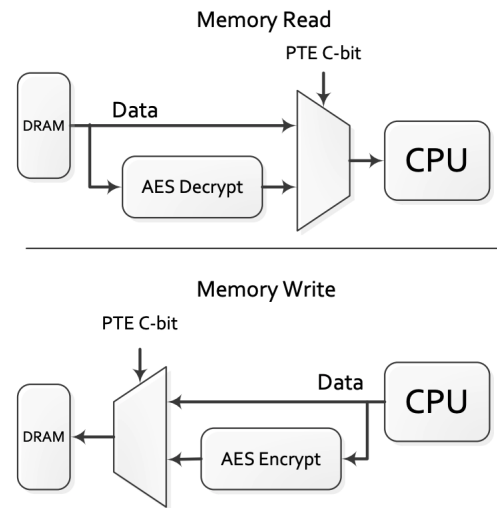 Memory Read
PTE C-bit
DRAM
Data
AES Decrypt
CPU
Memory Write
PTE C-bit
Data
CPU
DRAM
AES Encrypt